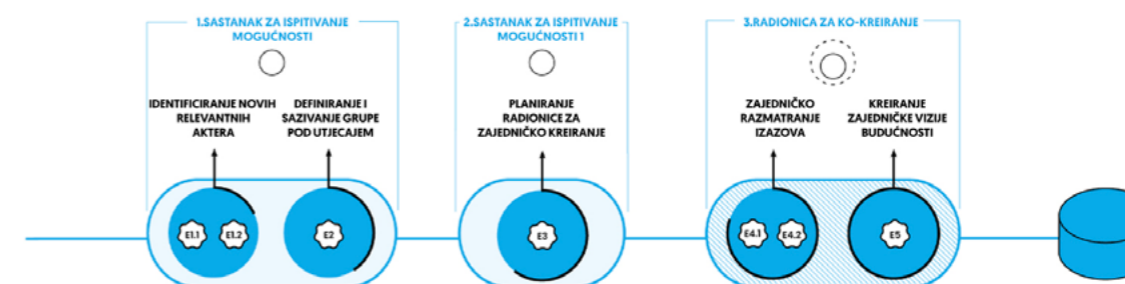 1.SASTANAK ZA ISPITIVANJE
MOGUĆNOSTI
IDENTIFICIRANJE NOVIH
RELEVANTNIH
AKTERA
DEFINIRANJE I
SAZIVANJE GRUPE
POD UTJECAJEM
E1.1
E1.2
E2
2.SASTANAK ZA ISPITIVANJE
MOGUĆNOSTI 1
PLANIRANJE
RADIONICE ZA
ZAJEDNIČKO KREIRANJE
E3
3.RADIONICA ZA KO-KREIRANJE
ZAJEDNIČKO
RAZMATRANJE
IZAZOVA
KREIRANJE
ZAJEDNIČKE VIZIJE
BUDUĆNOSTI
E4.1
E4.2
E5